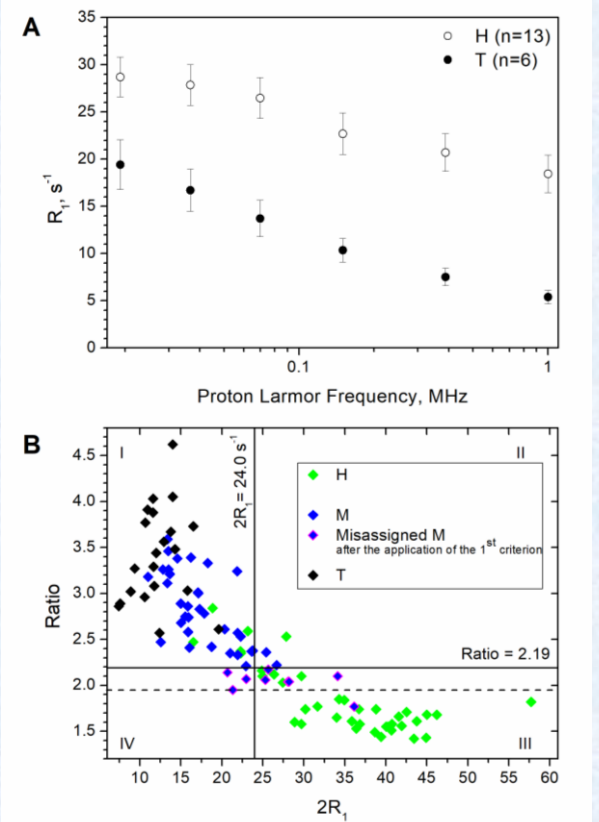 A
35
30
25
20
15
10
5
0
R1, s-1
H (n=13)
T (n=6)
0.1
1
Proton Larmor Frequency, MHz
B
4.5
4.0
3.5
3.0
2.5
2.0
1.5
Ratio
I
II
2R1= 24.0 s-1
H
M
Misassigned M
after the application of the 1st criterion
T
Ratio = 2.19
IV
III
10 15 20 25 30 35 40 45 50 55 60
2R1